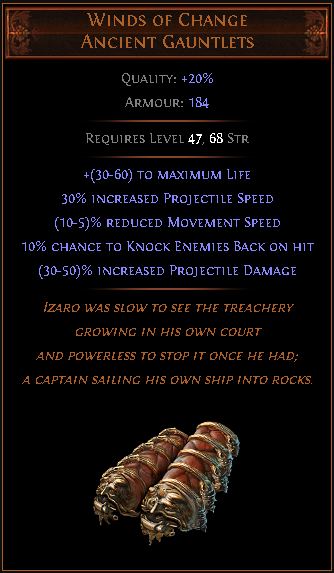 Winds of Change
Ancient Gauntlets
Quality: +20%
Armour: 184
Requires Level 47, 68 Str
+(30-60) to maximum Life
30% increased Projectile Speed
(10-5)% reduced Movement Speed
10% chance to Knock Enemies Back on hit
(30-50)% increased Projectile Damage
Izaro was slow to see the treachery
growing in his own court
and powerless to stop it once he had;
a captain sailing his own ship into rocks.